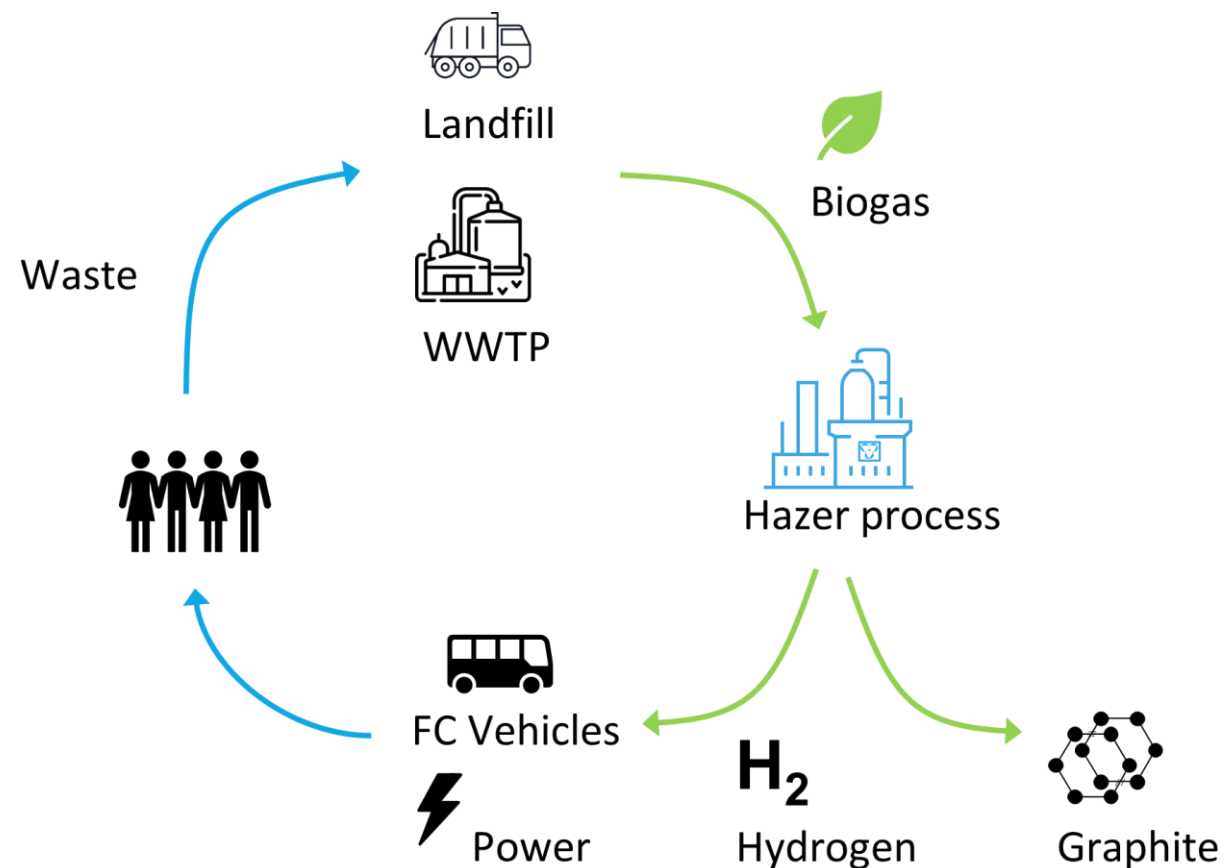 Landfill
Biogas
Waste
WWTP
Hazer process
FC Vehicles
H₂
Power
Hydrogen
Graphite